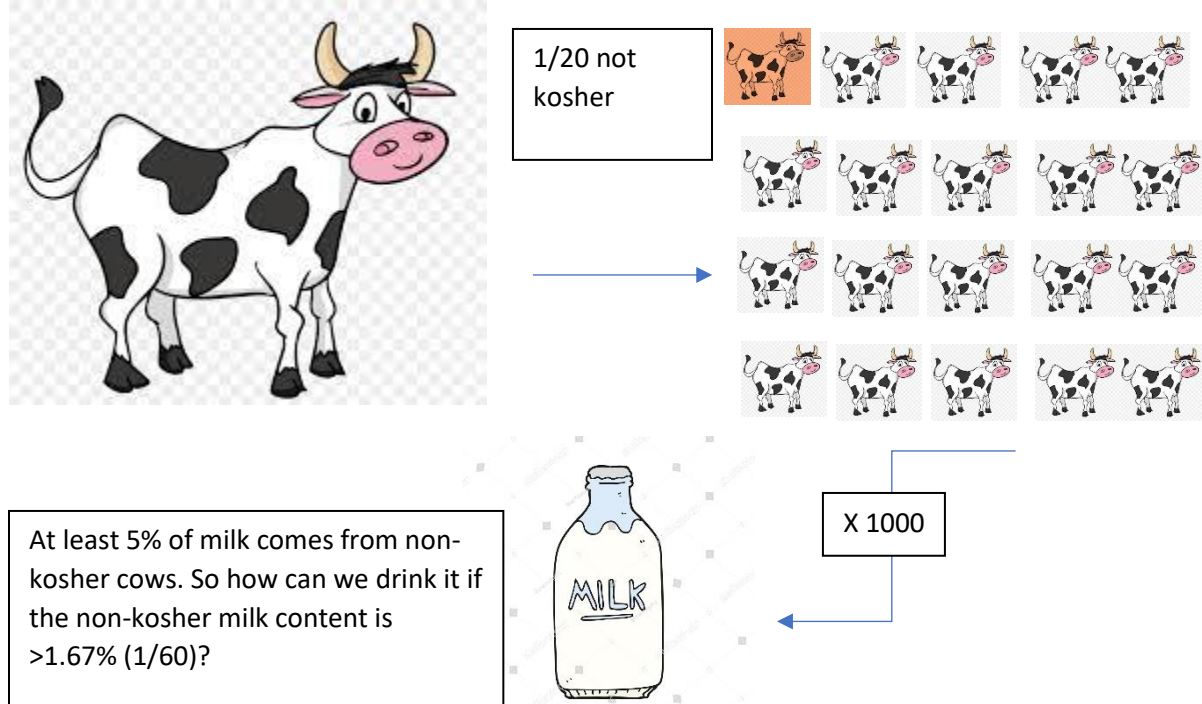 1/20 not
kosher
X 1000
At least 5% of milk comes from non-
kosher cows. So how can we drink it if
the non-kosher milk content is
>1.67% (1/60)?
MILK